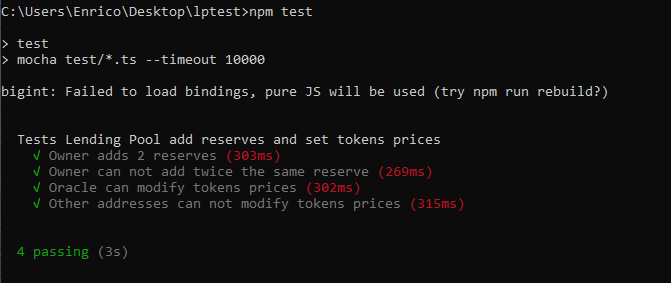 C:\Users\Enrico\Desktop\lptest>npm test
> test
> mocha test/*.ts --timeout 10000
bigint: Failed to load bindings, pure JS will be used (try npm run rebuild?)
Tests Lending Pool add reserves and set tokens prices
√ Owner adds 2 reserves (303ms)
√ Owner can not add twice the same reserve (269ms)
√ Oracle can modify tokens prices (302ms)
√ Other addresses can not modify tokens prices (315ms)
4 passing (3s)